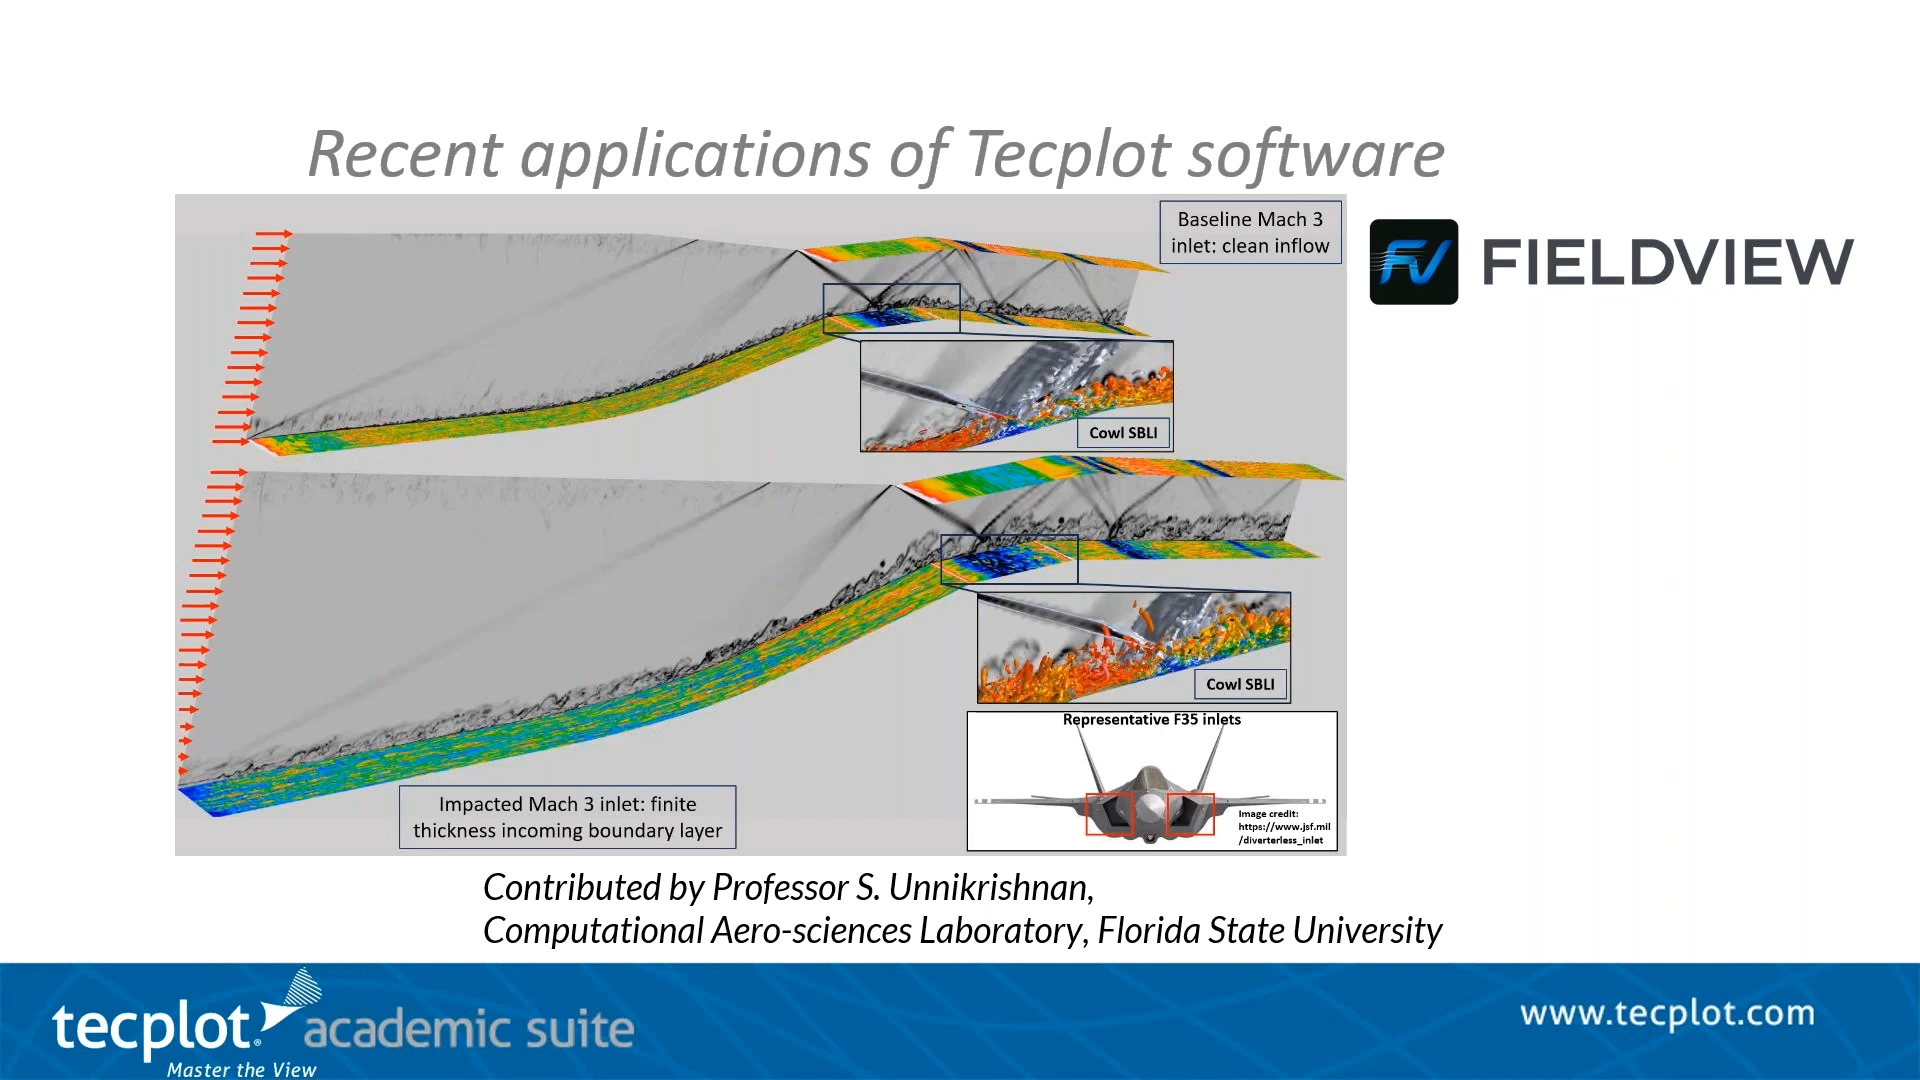 Recent applications of Tecplot software
Baseline Mach 3
inlet: clean inflow
FV FIELDVIEW
Cowl SBLI
Cowl SBLI
Representative F35 inlets
Image credit:
https://www.jsf.mil
/diverterless_inlet
Impacted Mach 3 inlet: finite
thickness incoming boundary layer
Contributed by Professor S. Unnikrishnan,
Computational Aero-sciences Laboratory, Florida State University
tecplot® academic suite
Master the View
www.tecplot.com